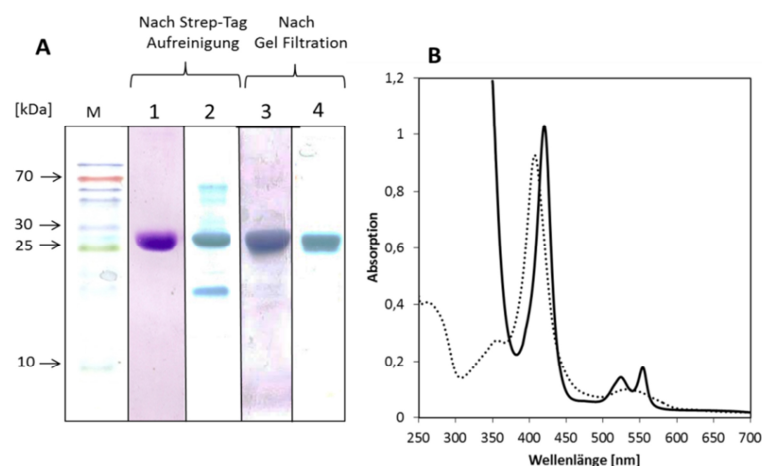 A
Nach Strep-Tag
Aufreinigung
Nach
Gel Filtration
[kDa]
M
1
2
3
4
70
30
25
10
B
1,2
1
0,8
0,6
0,4
0,2
0
Absorption
250 300 350 400 450 500 550 600 650 700
Wellenlänge [nm]